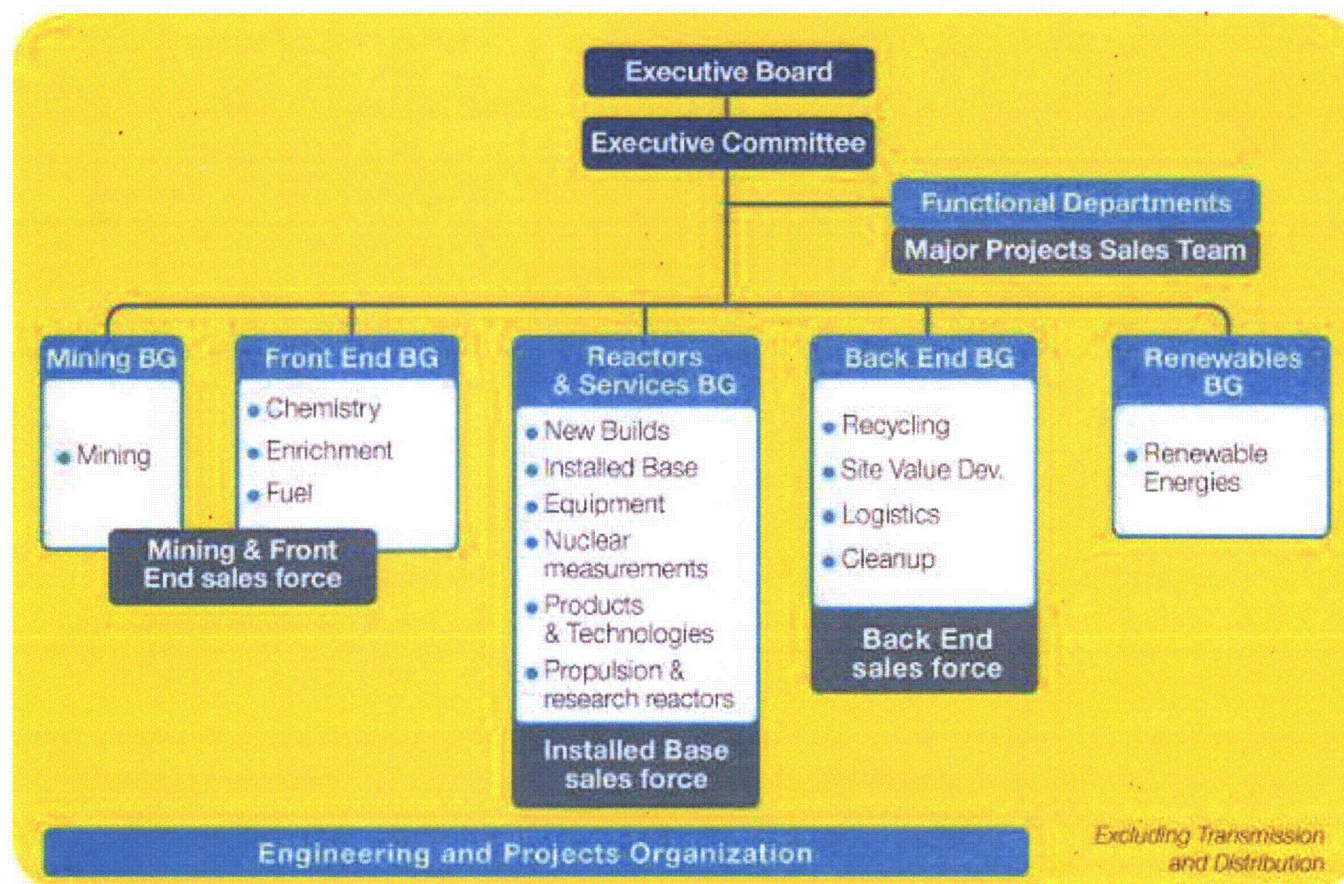 Executive Board
Executive Committee
Functional Departments
Major Projects Sales Team
Mining BG
Mining
Front End BG
Chemistry
Enrichment
Fuel
Mining & Front
End sales force
Reactors
& Services BG
New Builds
Installed Base
Equipment
Nuclear
measurements
Products
& Technologies
Propulsion &
research reactors
Installed Base
sales force
Back End BG
Recycling
Site Value Dev.
Logistics
Cleanup
Back End
sales force
Renewables
BG
Renewable
Energies
Engineering and Projects Organization
Excluding Transmission
and Distribution